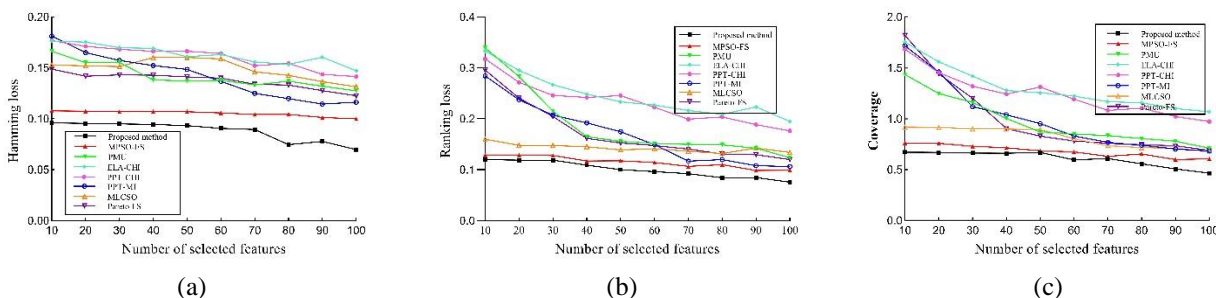 0.20
0.15
0.10
0.05
0.00
Hamming loss
Proposed method
MPSO-FS
PMU
ELA-CHI
PPT-CHI
PPT-MI
MLCSO
Pareto-FS
10 20 30 40 50 60 70 80 90 100
Number of selected features
(a)
0.4
0.3
0.2
0.1
0.0
Ranking loss
Proposed method
MPSO-FS
PMU
ELA-CHI
PPT-CHI
PPT-MI
MLCSO
Pareto-FS
10 20 30 40 50 60 70 80 90 100
Number of selected features
(b)
2.0
1.5
1.0
0.5
0.0
Coverage
Proposed method
MPSO-FS
PMU
ELA-CHI
PPT-CHI
PPT-MI
MLCSO
Pareto-FS
10 20 30 40 50 60 70 80 90 100
Number of selected features
(c)